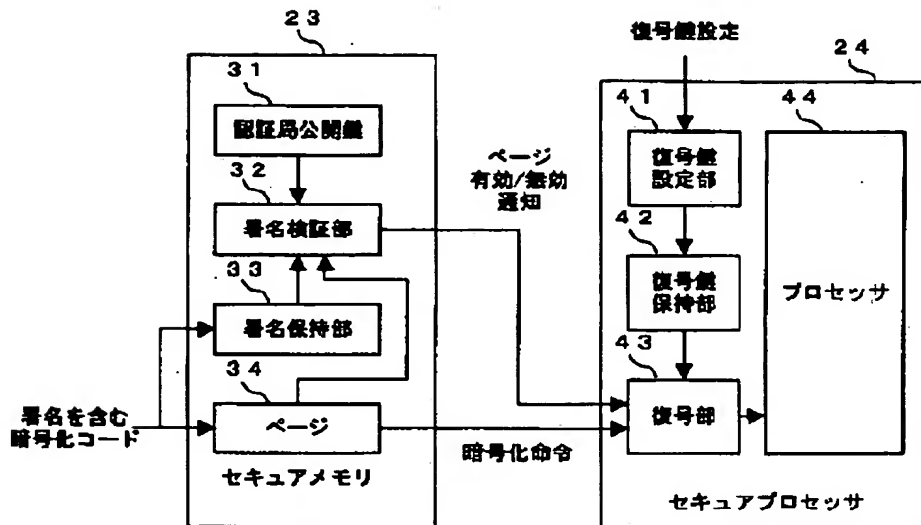 23
31
認証局公開鍵
32
署名検証部
33
署名保持部
34
ページ
セキュアメモリ
署名を含む
暗号化コード
ページ
有効/無効
通知
暗号化命令
復号鍵設定
24
41
復号鍵
設定部
42
復号鍵
保持部
43
復号部
44
プロセッサ
セキュアプロセッサ